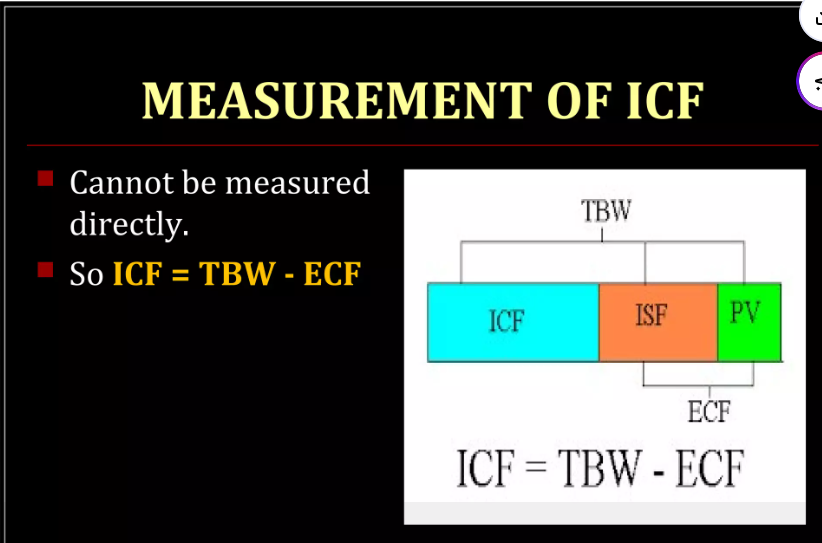 MEASUREMENT OF ICF
Cannot be measured
directly.
So ICF = TBW - ECF
TBW
ICF
ISF
PV
ECF
ICF = TBW - ECF